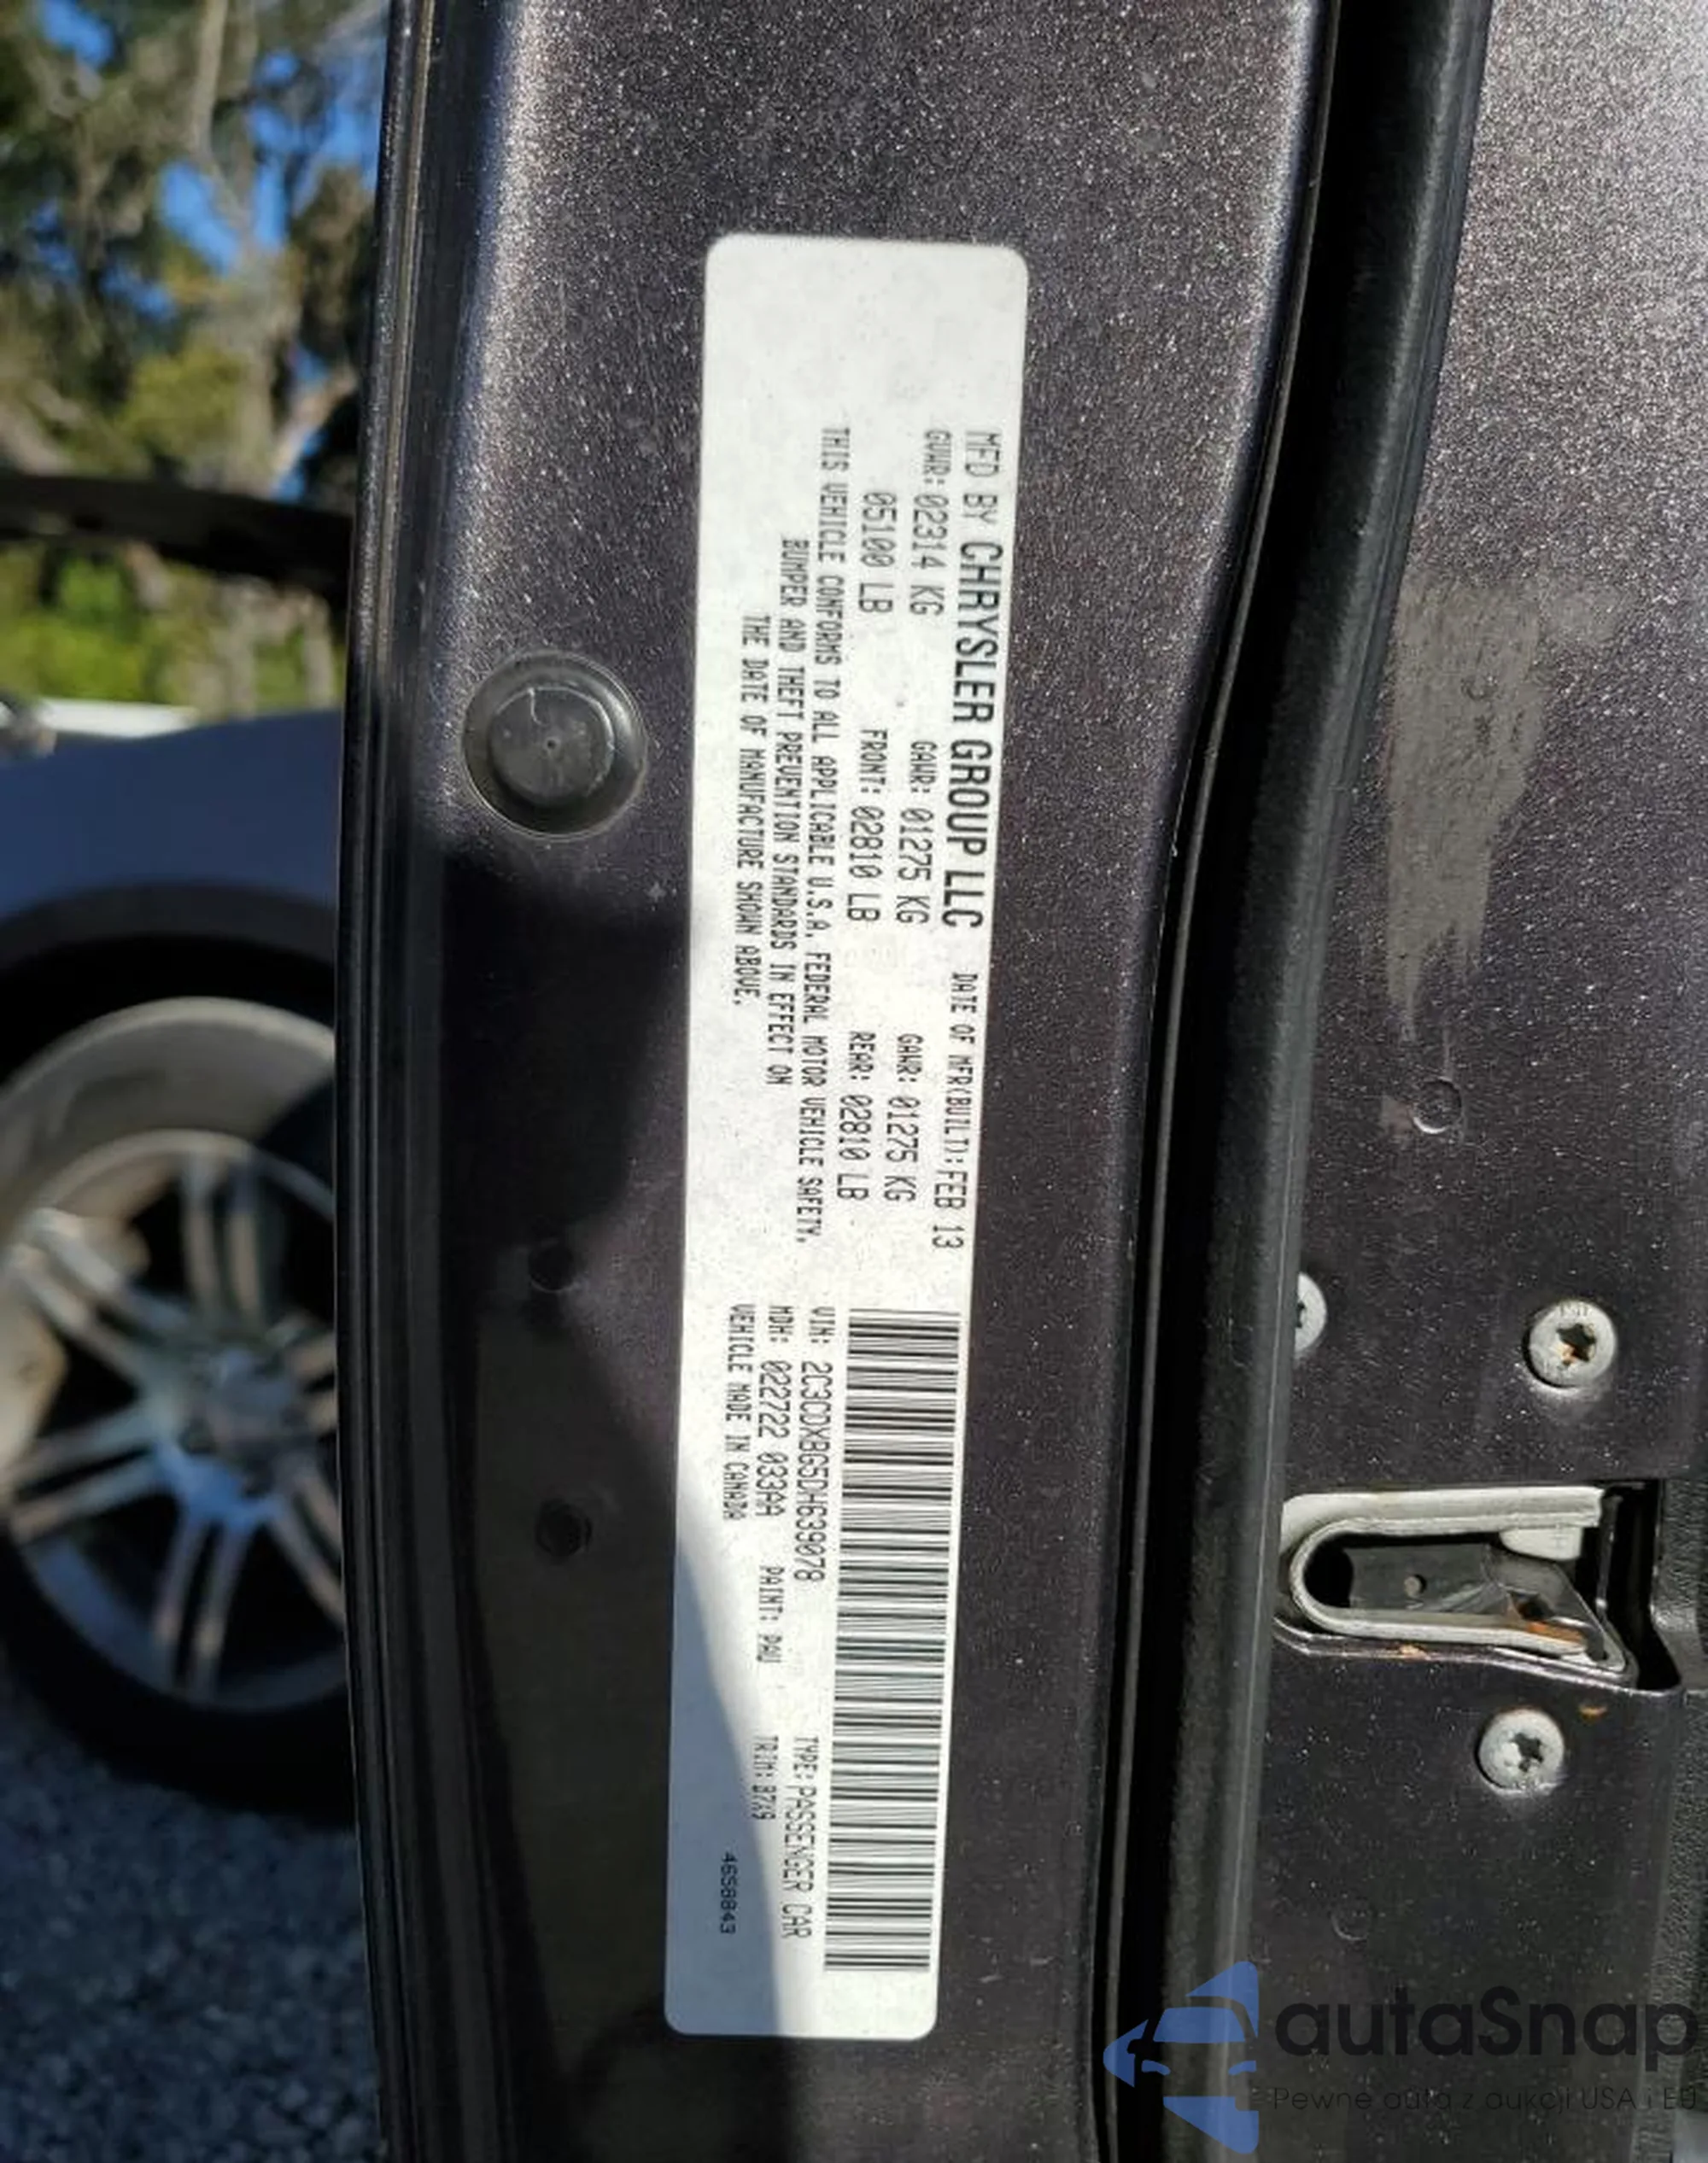 MFD BY CHRYSLER GROUP LLC DATE OF MFR(BUILT): FEB 13
GVWR: 02314 KG GAWR: 01275 KG GAWR: 01275 KG
05100 LB FRONT: 02810 LB REAR: 02810 LB
THIS VEHICLE CONFORMS TO ALL APPLICABLE U.S.A. FEDERAL MOTOR VEHICLE SAFETY,
BUMPER AND THEFT PREVENTION STANDARDS IN EFFECT ON
THE DATE OF MANUFACTURE SHOWN ABOVE.
VIN: 2C3CDXBG5DH639078 TYPE: PASSENGER CAR
MDH: 022722 033AA PAINT: PAU TRIM: B7X9
VEHICLE MADE IN CANADA 4658843
autaSnap
Pewne auta z aukcji USA i EU